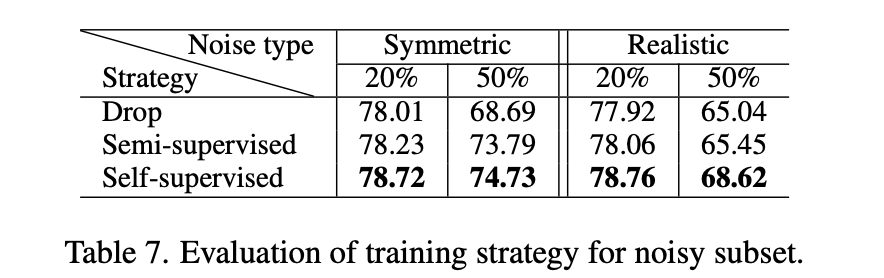 Noise type Symmetric Realistic
Strategy 20% 50% 20% 50%
Drop 78.01 68.69 77.92 65.04
Semi-supervised 78.23 73.79 78.06 65.45
Self-supervised 78.72 74.73 78.76 68.62
Table 7. Evaluation of training strategy for noisy subset.